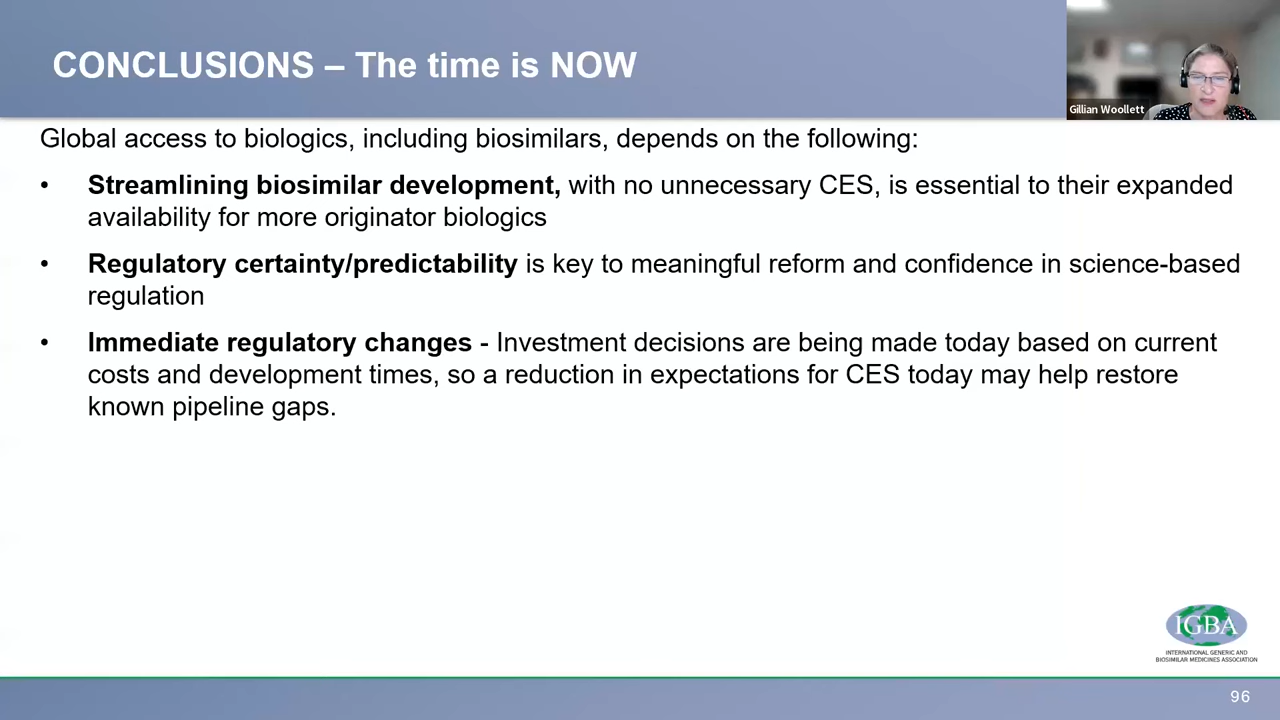 CONCLUSIONS – The time is NOW
Gillian Woollett
Global access to biologics, including biosimilars, depends on the following:
• Streamlining biosimilar development, with no unnecessary CES, is essential to their expanded
availability for more originator biologics
• Regulatory certainty/predictability is key to meaningful reform and confidence in science-based
regulation
• Immediate regulatory changes - Investment decisions are being made today based on current
costs and development times, so a reduction in expectations for CES today may help restore
known pipeline gaps.
IGBA
INTERNATIONAL GENERIC AND
BIOSIMILAR MEDICINES ASSOCIATION
96